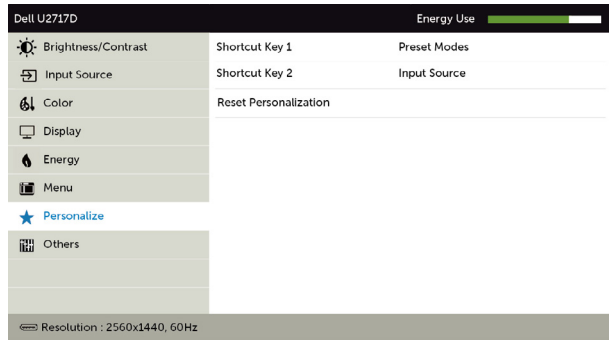 Dell U2717D Energy Use
Brightness/Contrast Shortcut Key 1 Preset Modes
Input Source Shortcut Key 2 Input Source
Color Reset Personalization
Display
Energy
Menu
Personalize
Others
Resolution : 2560x1440, 60Hz